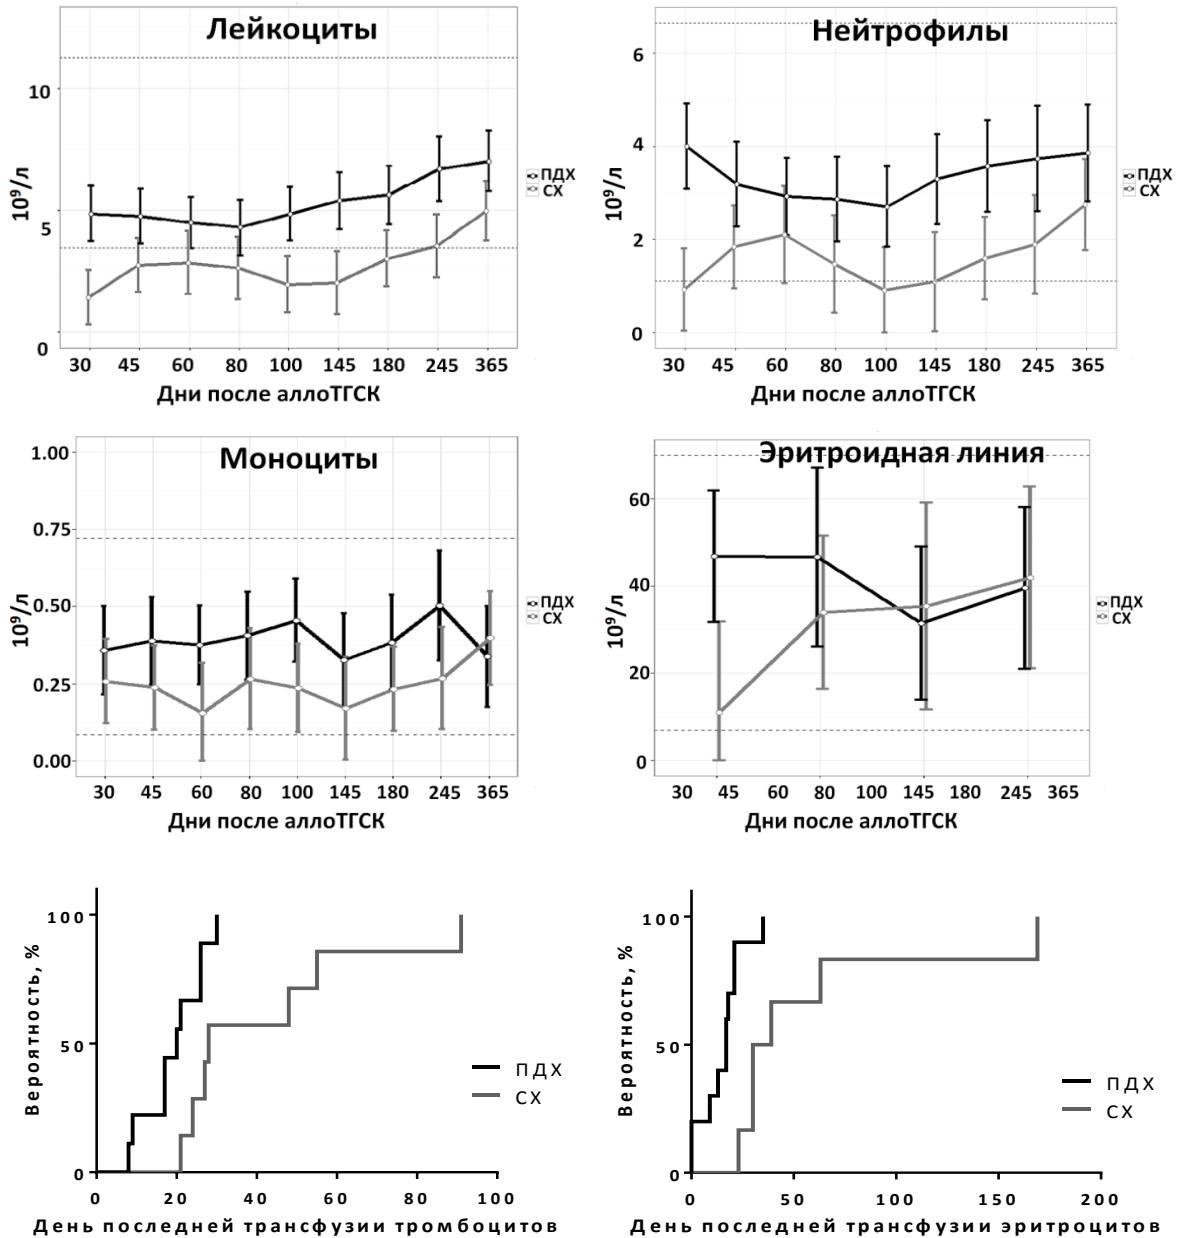 Лейкоциты
10
5
0
10⁹/л
30 45 60 80 100 145 180 245 365
Дни после аллоТГСК
ПДХ
СХ
Нейтрофилы
6
4
2
0
10⁹/л
30 45 60 80 100 145 180 245 365
Дни после аллоТГСК
ПДХ
СХ
Моноциты
1.00
0.75
0.50
0.25
0.00
10⁹/л
30 45 60 80 100 145 180 245 365
Дни после аллоТГСК
ПДХ
СХ
Эритроидная линия
60
40
20
0
10⁹/л
30 45 80 100 145 180 245 365
Дни после аллоТГСК
ПДХ
СХ
Вероятность, %
100
50
0
0 20 40 60 80 100
День последней трансфузии тромбоцитов
ПДХ
СХ
Вероятность, %
100
50
0
0 50 100 150 200
День последней трансфузии эритроцитов
ПДХ
СХ